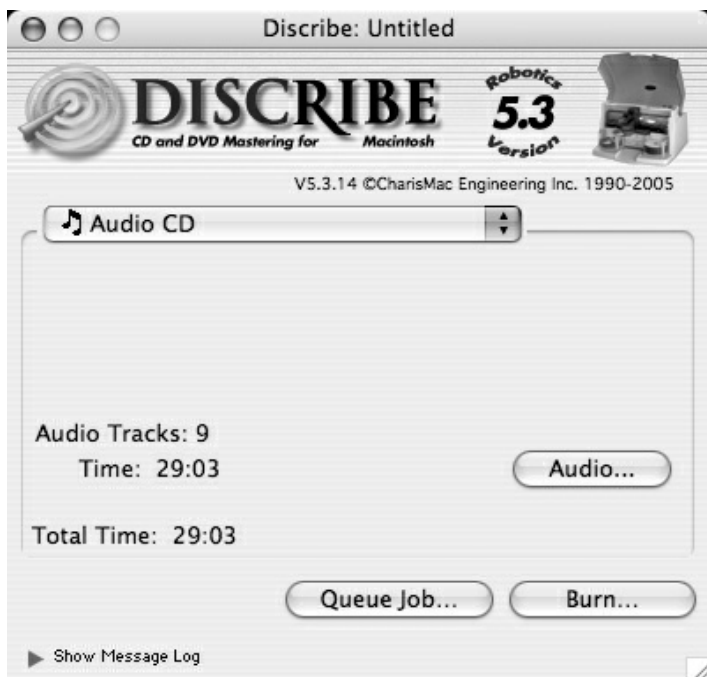 Discribe: Untitled
DISCRIBE
CD and DVD Mastering for Macintosh
Robotics
5.3
Version
V5.3.14 ©CharisMac Engineering Inc. 1990-2005
Audio CD
Audio Tracks: 9
Time: 29:03
Audio...
Total Time: 29:03
Queue Job...
Burn...
Show Message Log